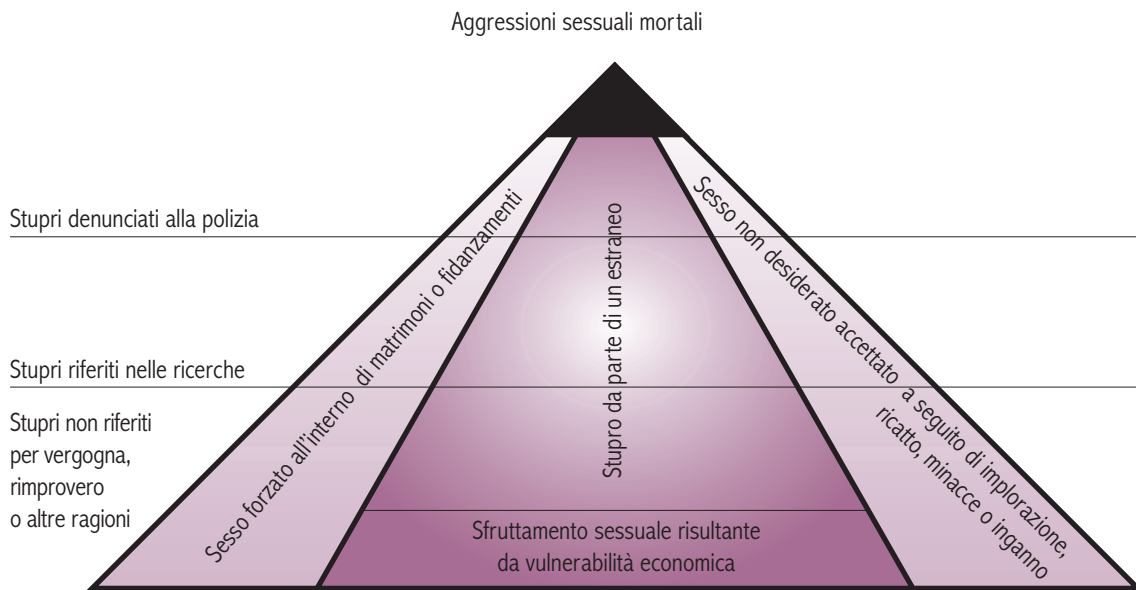 Aggressioni sessuali mortali
Stupri denunciati alla polizia
Stupri riferiti nelle ricerche
Stupri non riferiti
per vergogna,
rimprovero
o altre ragioni
Sesso forzato all'interno di matrimoni o fidanzamenti
Stupro da parte di un estraneo
Sesso non desiderato accettato a seguito di implorazione,
ricatto, minacce o inganno
Sfruttamento sessuale risultante
da vulnerabilità economica